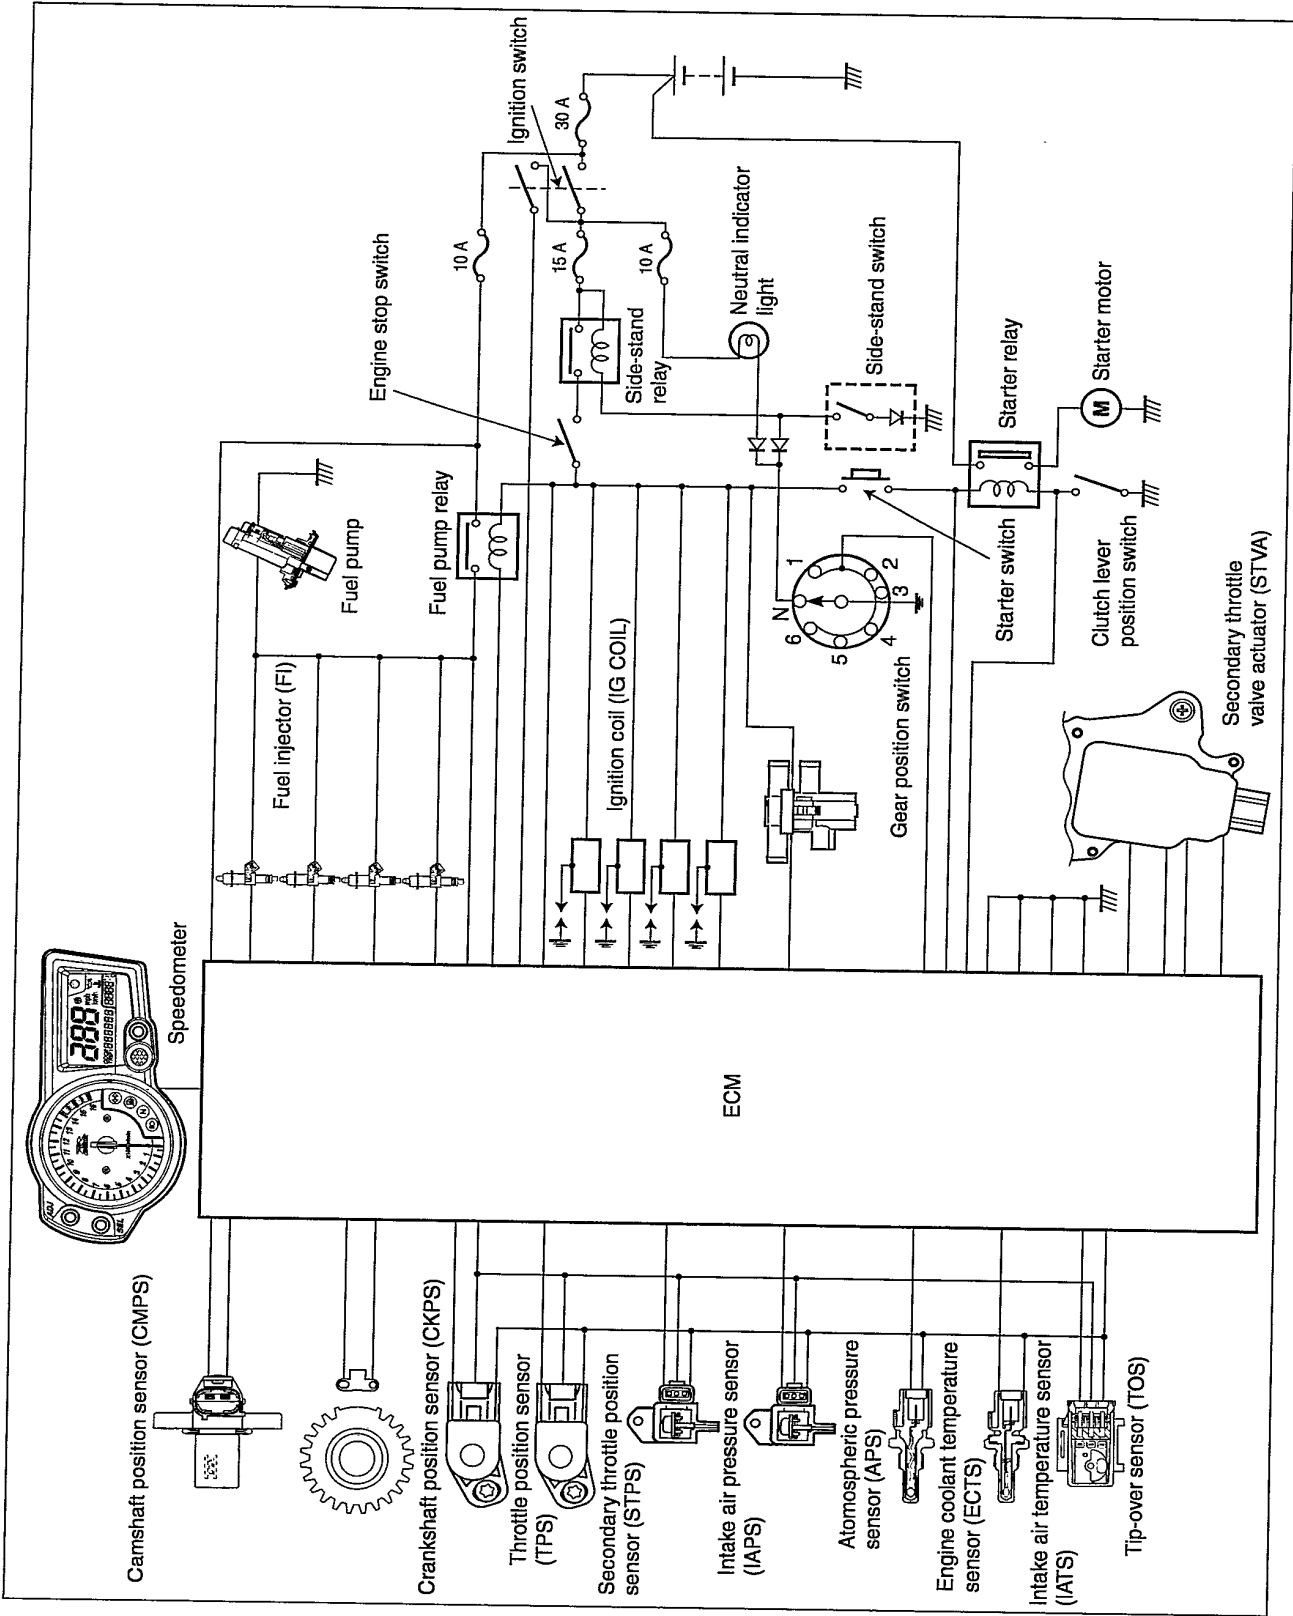 Ignition switch
30 A
10 A
15 A
10 A
Engine stop switch
Neutral indicator
light
Side-stand
relay
Side-stand switch
Starter relay
Starter motor
M
Fuel pump
Fuel pump relay
Starter switch
Clutch lever
position switch
N
1
2
3
4
5
6
Gear position switch
Secondary throttle
valve actuator (STVA)
Fuel injector (FI)
Ignition coil (IG COIL)
Speedometer
ADJ
SEL
ECM
Camshaft position sensor (CMPS)
Crankshaft position sensor (CKPS)
Throttle position sensor
(TPS)
Secondary throttle position
sensor (STPS)
Intake air pressure sensor
(IAPS)
Atomospheric pressure
sensor (APS)
Engine coolant temperature
sensor (ECTS)
Intake air temperature sensor
(IATS)
Tip-over sensor (TOS)